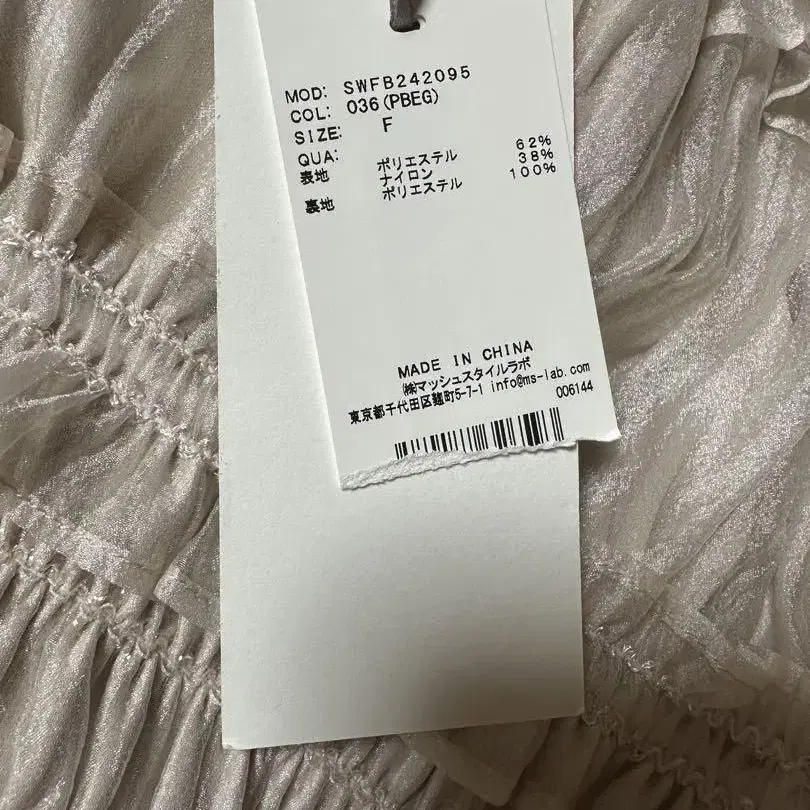 MOD: SWFB242095
COL: 036(PBEG)
SIZE: F
QUA:
表地 ポリエステル 62%
ナイロン 38%
裏地 ポリエステル 100%
MADE IN CHINA
㈱マッシュスタイルラボ
東京都千代田区麹町5-7-1 info@ms-lab.com
006144